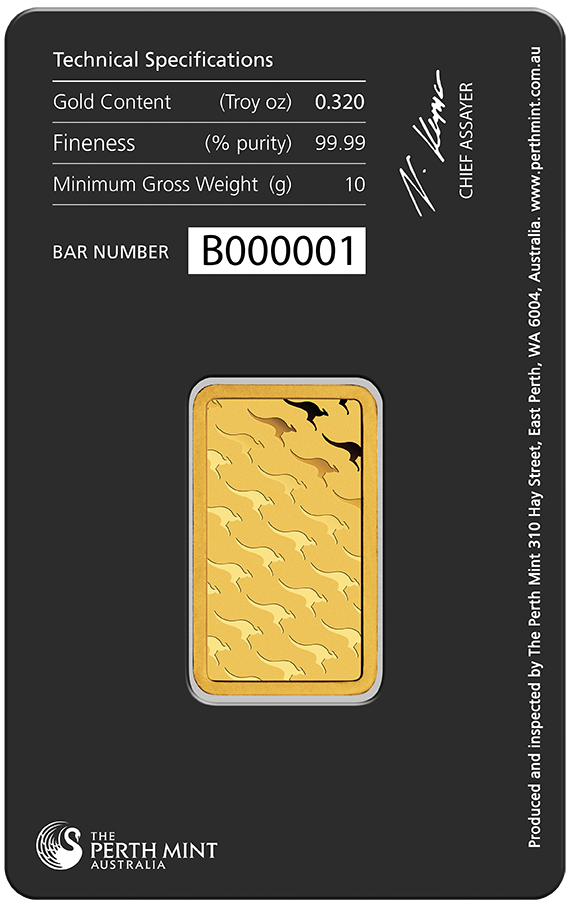 Technical Specifications
Gold Content (Troy oz) 0.320
Fineness (% purity) 99.99
Minimum Gross Weight (g) 10
BAR NUMBER B000001
CHIEF ASSAYER
Produced and inspected by The Perth Mint 310 Hay Street, East Perth, WA 6004, Australia. www.perthmint.com.au
THE
PERTH MINT
AUSTRALIA